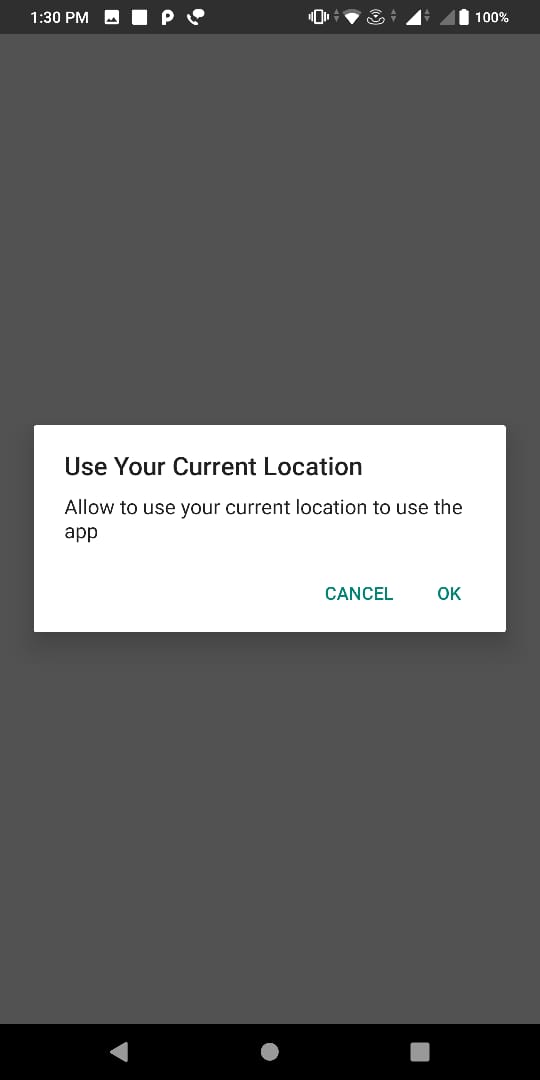 1:30 PM 100%
Use Your Current Location
Allow to use your current location to use the
app
CANCEL OK